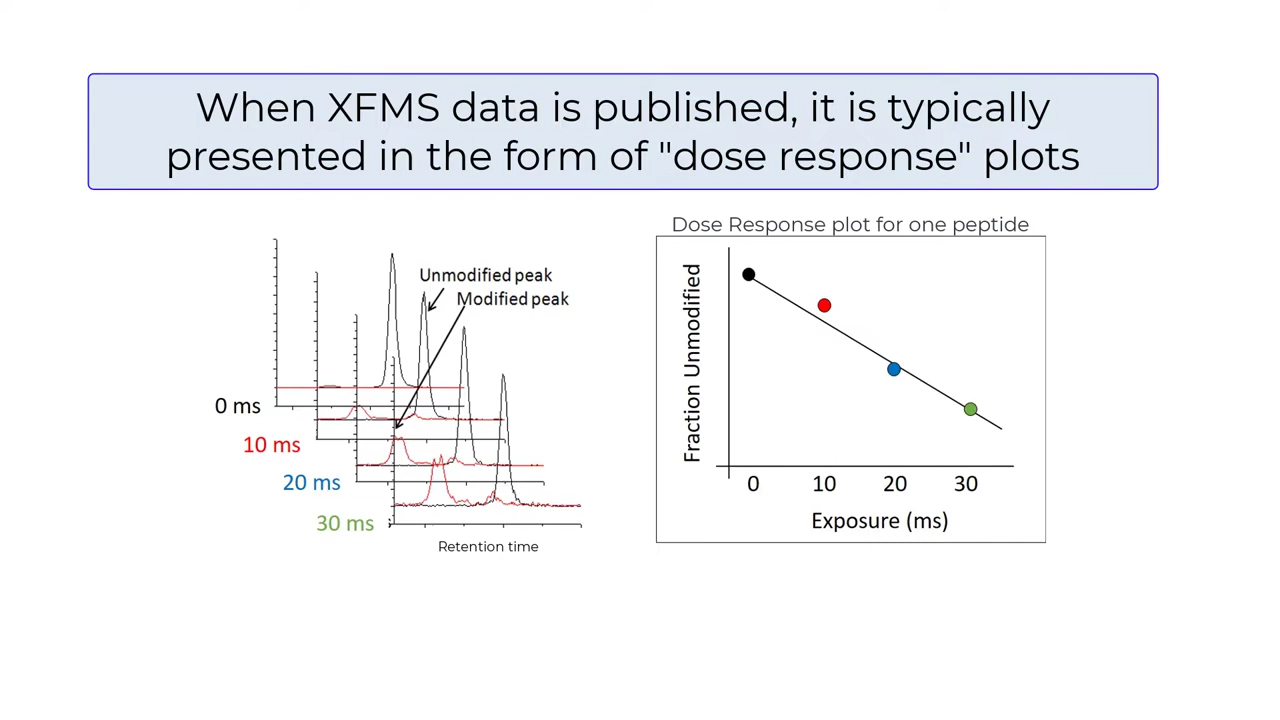 When XFMS data is published, it is typically
presented in the form of "dose response" plots
Unmodified peak
Modified peak
0 ms
10 ms
20 ms
30 ms
Retention time
Dose Response plot for one peptide
Fraction Unmodified
0 10 20 30
Exposure (ms)